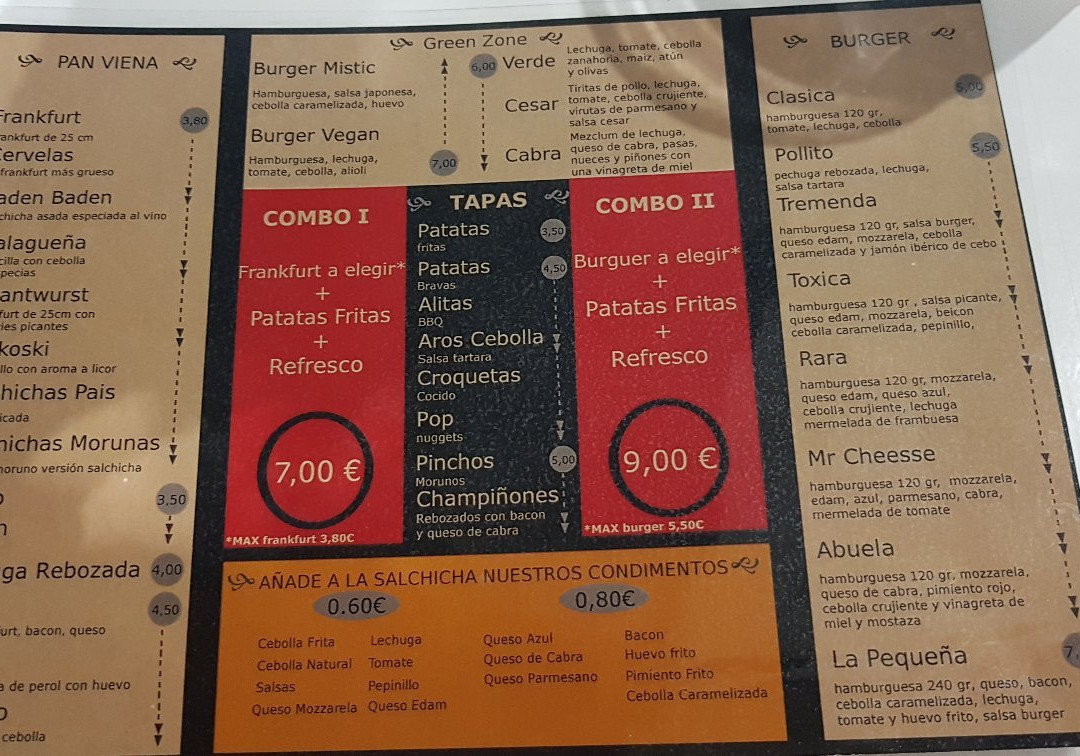 PAN VIENA
Frankfurt
3,80
frankfurt de 25 cm
Cervelas
frankfurt más grueso
aden Baden
chicha asada especiada al vino
alagueña
cilla con cebolla
pecias
antwurst
furt de 25cm con
ies picantes
koski
llo con aroma a licor
hichas Pais
icada
hichas Morunas
moruno versión salchicha
3,50
ga Rebozada
4,00
4,50
urt, bacon, queso
a de perol con huevo
cebolla
Green Zone
Burger Mistic
Hamburguesa, salsa japonesa,
cebolla caramelizada, huevo
Burger Vegan
Hamburguesa, lechuga,
tomate, cebolla, alioli
7,00
6,00
Verde
Lechuga, tomate, cebolla
zanahoria, maiz, atún
y olivas
Cesar
Tiritas de pollo, lechuga,
tomate, cebolla crujiente,
virutas de parmesano y
salsa cesar
Cabra
Mezclum de lechuga,
queso de cabra, pasas,
nueces y piñones con
una vinagreta de miel
COMBO I
Frankfurt a elegir*
+
Patatas Fritas
+
Refresco
7,00 €
*MAX frankfurt 3,80€
TAPAS
Patatas
3,50
fritas
Patatas
4,50
Bravas
Alitas
BBQ
Aros Cebolla
Salsa tartara
Croquetas
Cocido
Pop
nuggets
Pinchos
5,00
Morunos
Champiñones
Rebozados con bacon
y queso de cabra
COMBO II
Burguer a elegir*
+
Patatas Fritas
+
Refresco
9,00 €
*MAX burger 5,50€
AÑADE A LA SALCHICHA NUESTROS CONDIMENTOS
0.60€
0,80€
Cebolla Frita
Cebolla Natural
Salsas
Queso Mozzarela
Lechuga
Tomate
Pepinillo
Queso Edam
Queso Azul
Queso de Cabra
Queso Parmesano
Bacon
Huevo frito
Pimiento Frito
Cebolla Caramelizada
BURGER
Clasica
5,00
hamburguesa 120 gr,
tomate, lechuga, cebolla
Pollito
5,50
pechuga rebozada, lechuga,
salsa tartara
Tremenda
hamburguesa 120 gr, salsa burger,
queso edam, mozzarela, cebolla
caramelizada y jamón ibérico de cebo
Toxica
hamburguesa 120 gr , salsa picante,
queso edam, mozzarela, beicon
cebolla caramelizada, pepinillo,
Rara
hamburguesa 120 gr, mozzarela,
queso edam, queso azul,
cebolla crujiente, lechuga
mermelada de frambuesa
Mr Cheesse
hamburguesa 120 gr, mozzarela,
edam, azul, parmesano, cabra,
mermelada de tomate
Abuela
hamburguesa 120 gr, mozzarela,
queso de cabra, pimiento rojo,
cebolla crujiente y vinagreta de
miel y mostaza
La Pequeña
7,
hamburguesa 240 gr, queso, bacon,
cebolla caramelizada, lechuga,
tomate y huevo frito, salsa burger